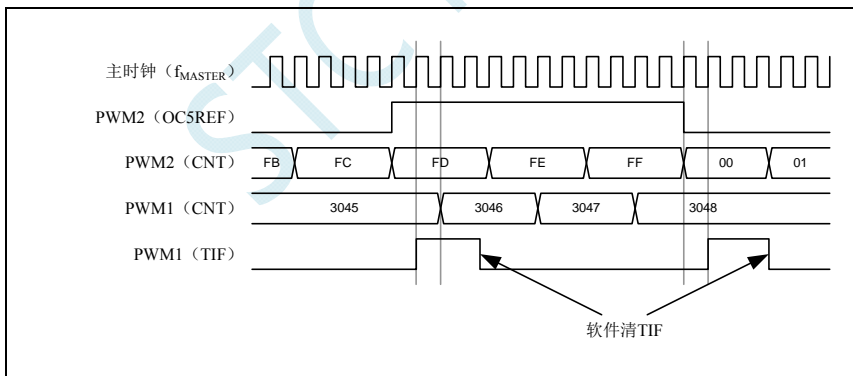 STC
主时钟（fMASTER）
PWM2（OC5REF）
PWM2（CNT） FB FC FD FE FF 00 01
PWM1（CNT） 3045 3046 3047 3048
PWM1（TIF）
软件清TIF